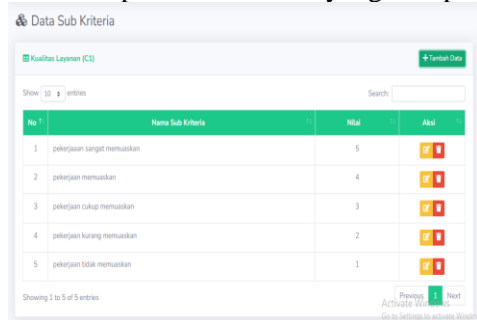 Data Sub Kriteria
Kualitas Layanan (C1)
+ Tambah Data
Show 10 entries
Search:
No Nama Sub Kriteria Nilai Aksi
1 pekerjaaan sangat memuaskan 5
2 pekerjaan memuaskan 4
3 pekerjaan cukup memuaskan 3
4 pekerjaan kurang memuaskan 2
5 pekerjaan tidak memuaskan 1
Showing 1 to 5 of 5 entries
Previous 1 Next
Activate Windows
Go to Settings to activate Window